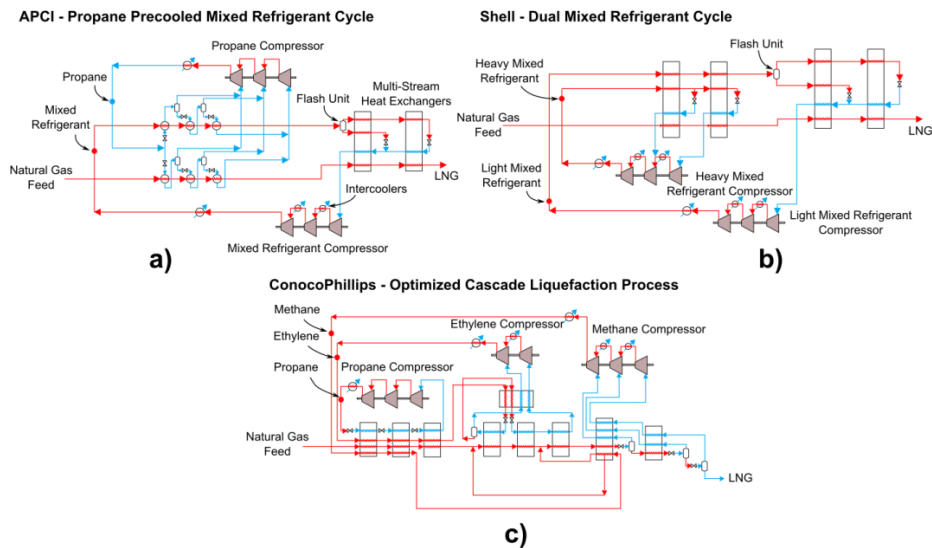 APCI - Propane Precooled Mixed Refrigerant Cycle
Propane Compressor
Propane
Mixed
Refrigerant
Natural Gas
Feed
Flash Unit
Multi-Stream
Heat Exchangers
LNG
Intercoolers
Mixed Refrigerant Compressor
a)
Shell - Dual Mixed Refrigerant Cycle
Flash Unit
Heavy Mixed
Refrigerant
Natural Gas
Feed
LNG
Light Mixed
Refrigerant
Heavy Mixed
Refrigerant Compressor
Light Mixed Refrigerant
Compressor
b)
ConocoPhillips - Optimized Cascade Liquefaction Process
Methane
Ethylene
Propane
Propane Compressor
Ethylene Compressor
Methane Compressor
Natural Gas
Feed
LNG
c)